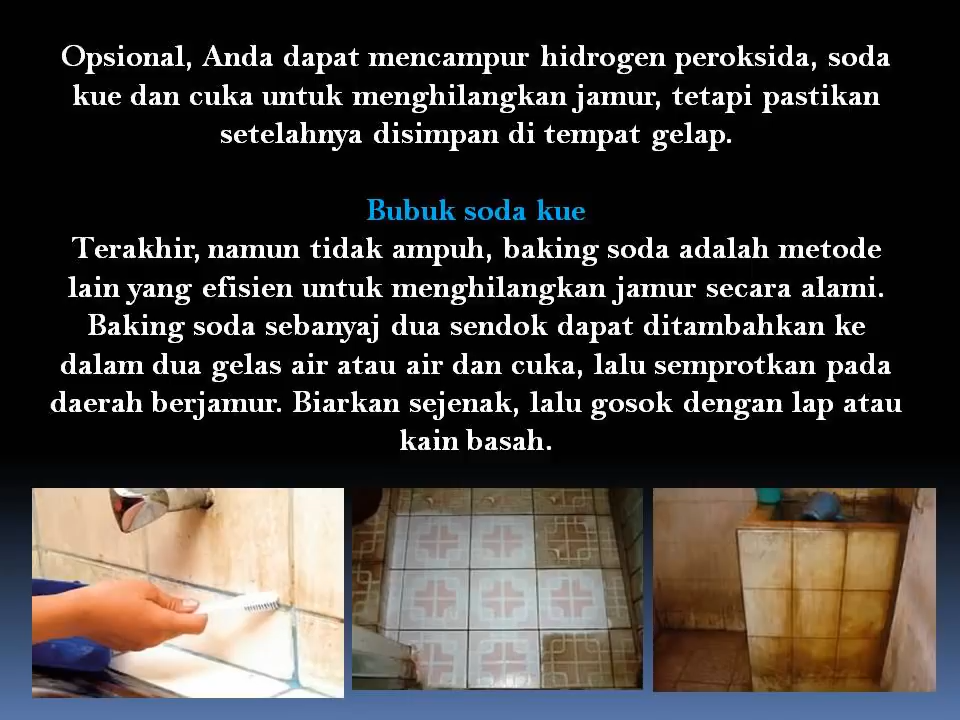 Opsional, Anda dapat mencampur hidrogen peroksida, soda
kue dan cuka untuk menghilangkan jamur, tetapi pastikan
setelahnya disimpan di tempat gelap.
Bubuk soda kue
Terakhir, namun tidak ampuh, baking soda adalah metode
lain yang efisien untuk menghilangkan jamur secara alami.
Baking soda sebanyaj dua sendok dapat ditambahkan ke
dalam dua gelas air atau air dan cuka, lalu semprotkan pada
daerah berjamur. Biarkan sejenak, lalu gosok dengan lap atau
kain basah.